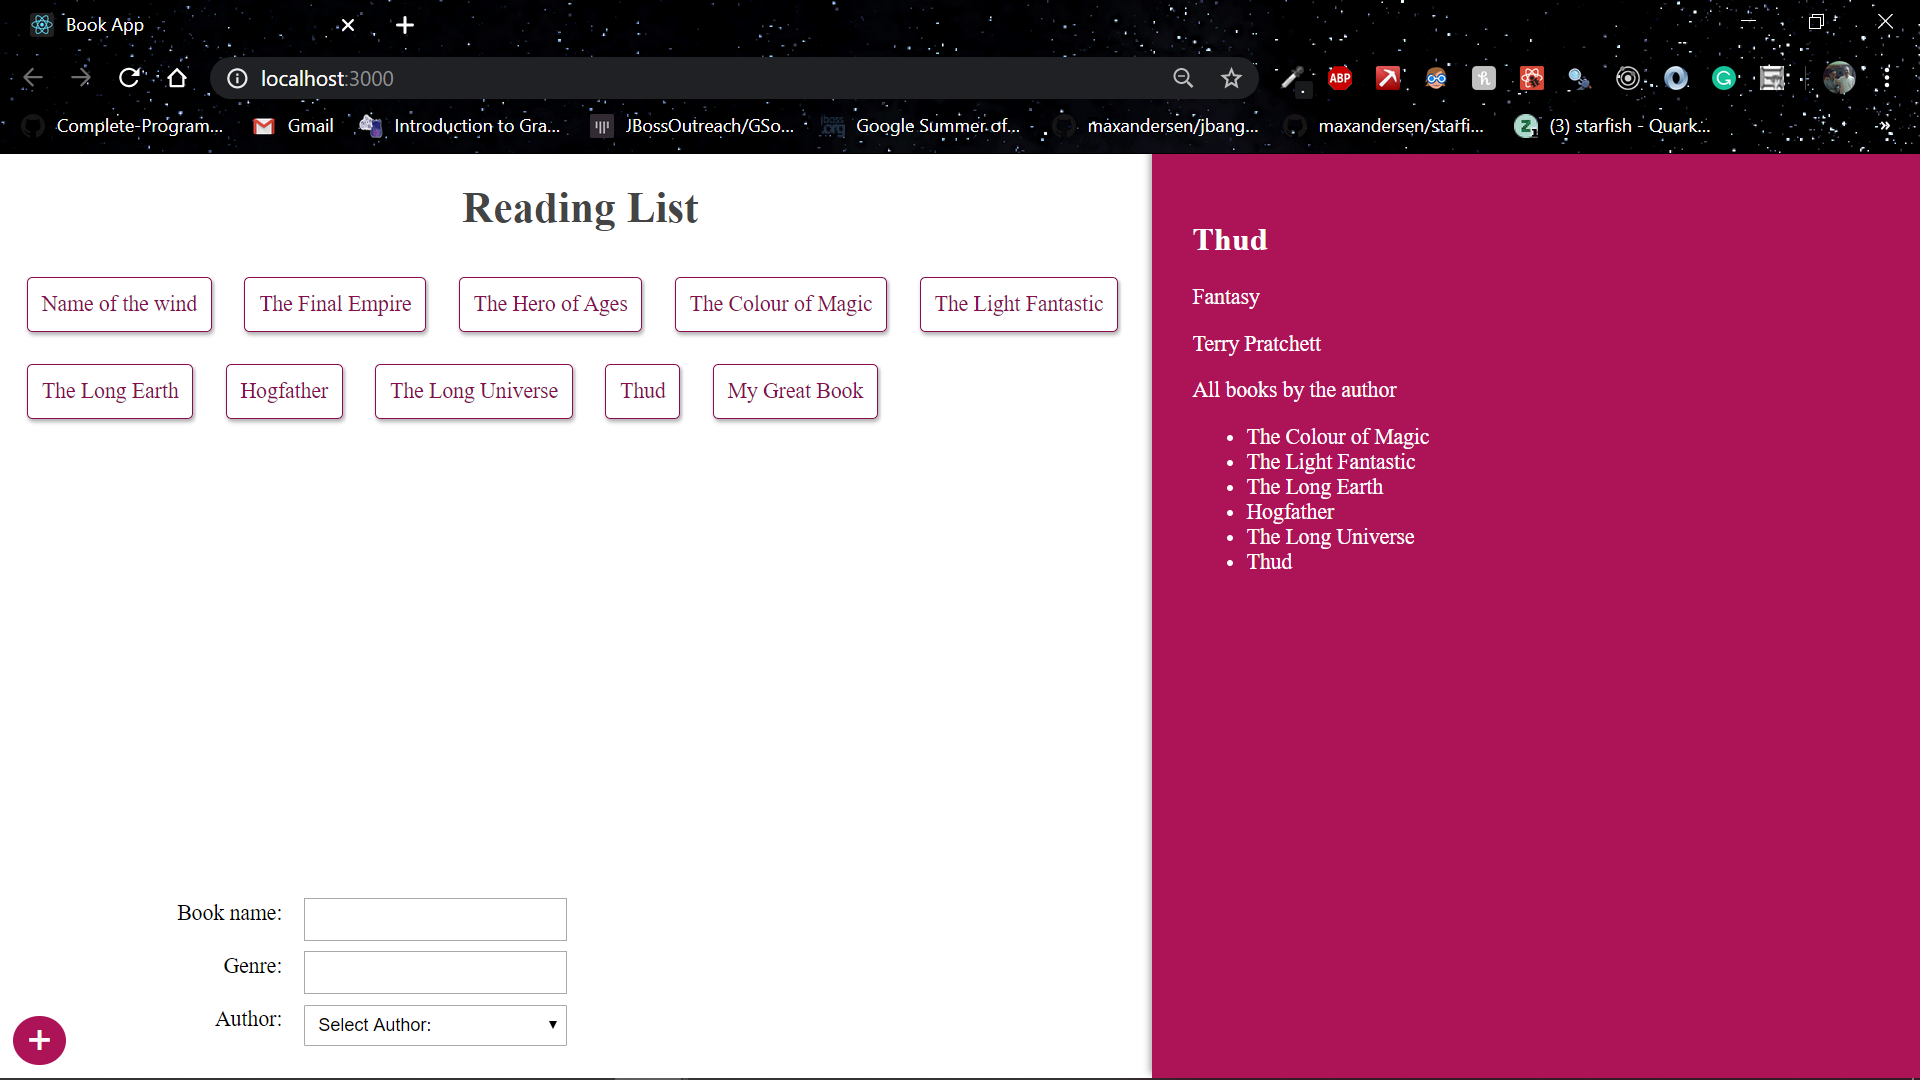 Book App
localhost:3000
ABP
Complete-Program...
Gmail
Introduction to Gra...
JBossOutreach/GSo...
Google Summer of...
maxandersen/jbang...
maxandersen/starfi...
(3) starfish - Quark...
Reading List
Name of the wind
The Final Empire
The Hero of Ages
The Colour of Magic
The Light Fantastic
The Long Earth
Hogfather
The Long Universe
Thud
My Great Book
Book name:
Genre:
Author:
Select Author:
Thud
Fantasy
Terry Pratchett
All books by the author
The Colour of Magic
The Light Fantastic
The Long Earth
Hogfather
The Long Universe
Thud